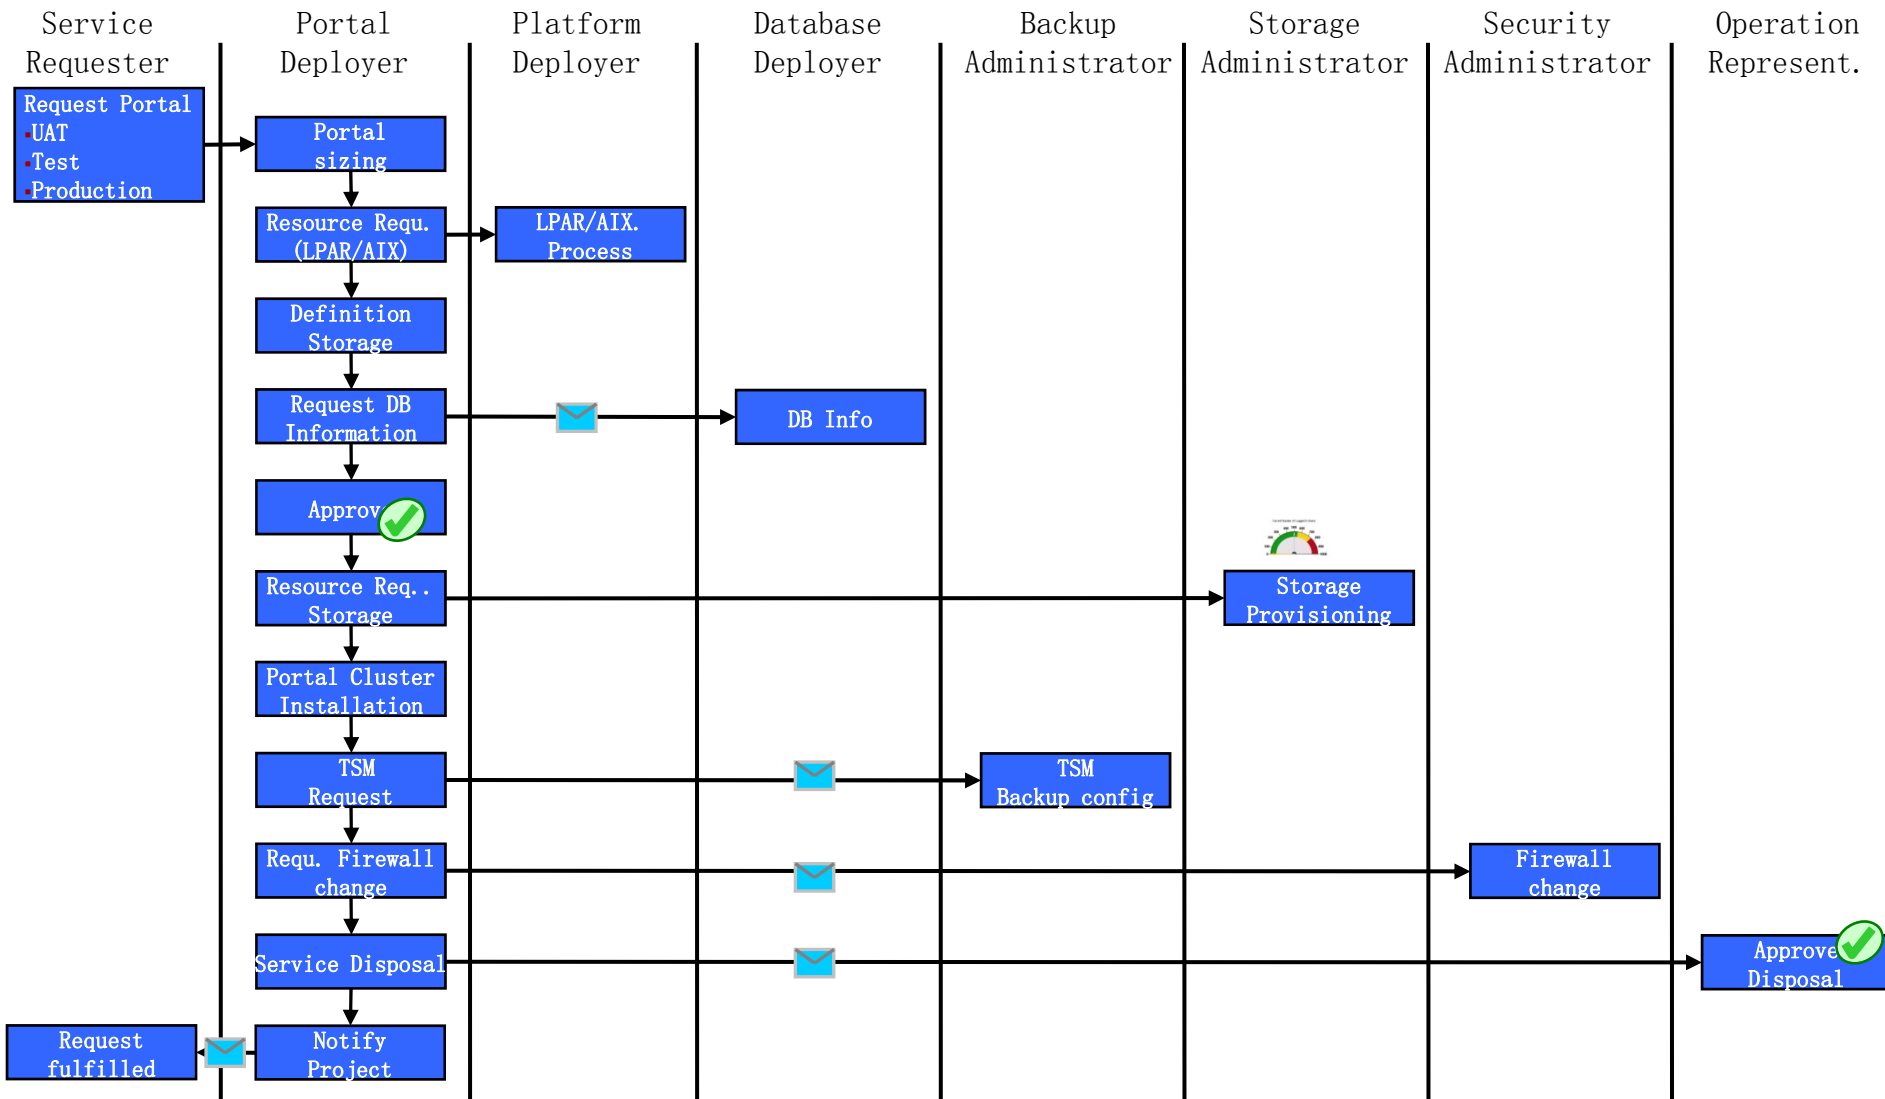 Service
Requester
Portal
Deployer
Platform
Deployer
Database
Deployer
Backup
Administrator
Storage
Administrator
Security
Administrator
Operation
Represent.
Request Portal
▪UAT
▪Test
▪Production
Portal
sizing
Resource Requ.
(LPAR/AIX)
LPAR/AIX.
Process
Definition
Storage
Request DB
Information
DB Info
Approv
Resource Req..
Storage
Storage
Provisioning
Portal Cluster
Installation
TSM
Request
TSM
Backup config
Requ. Firewall
change
Firewall
change
Service Disposal
Approve
Disposal
Request
fulfilled
Notify
Project